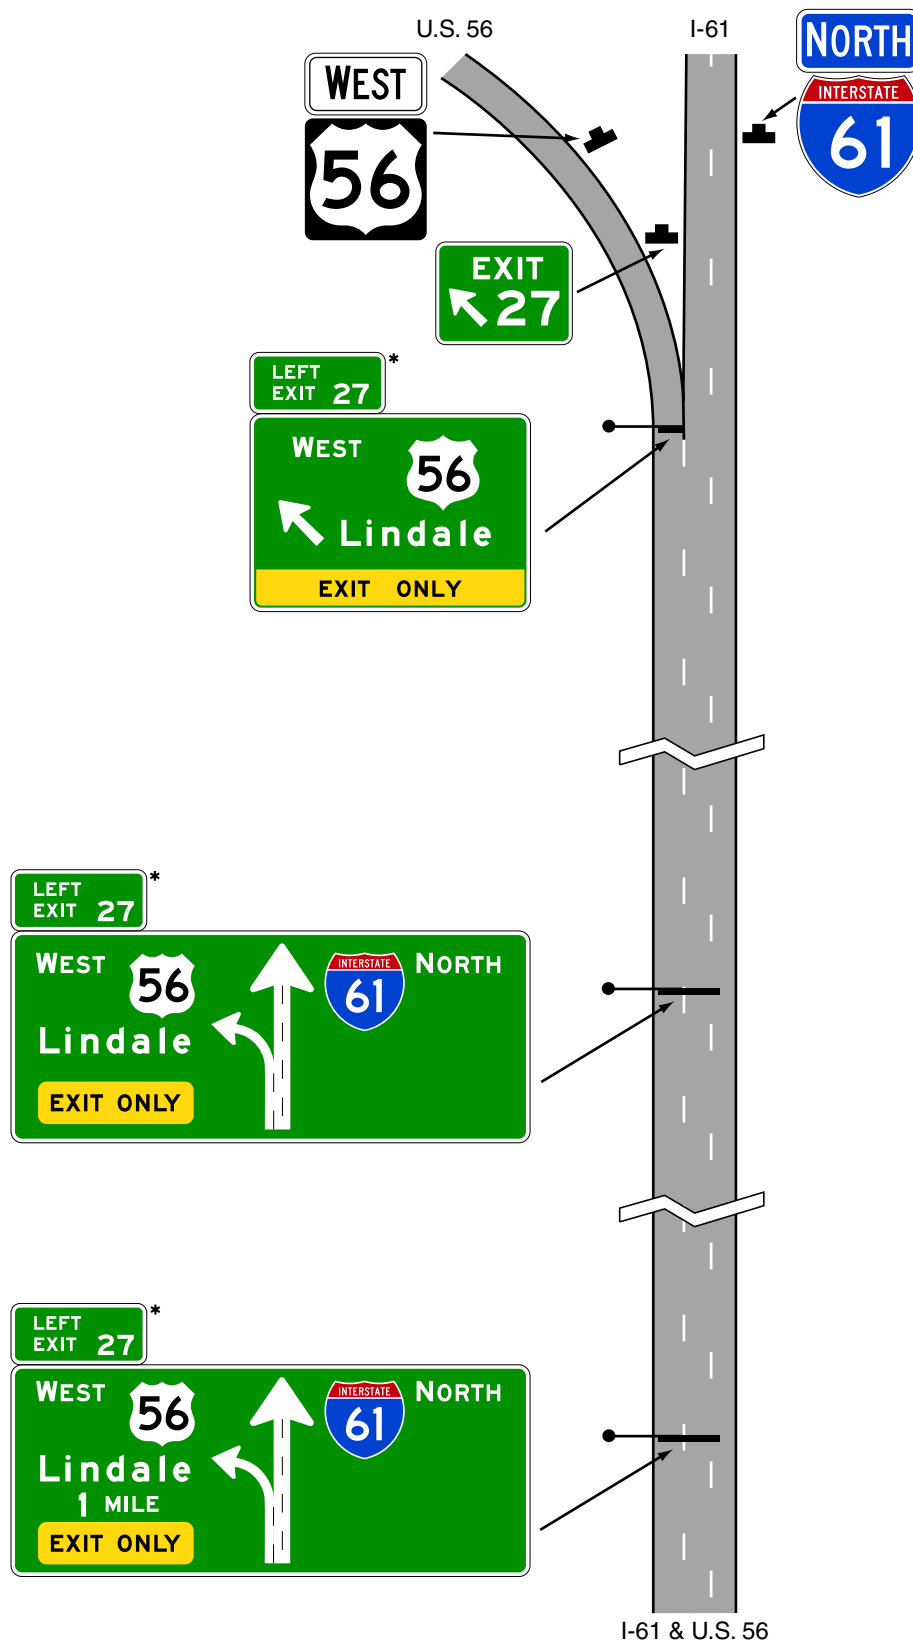 U.S. 56
I-61
NORTH
INTERSTATE
61
WEST
56
EXIT
27
LEFT
EXIT 27
*
WEST
56
Lindale
EXIT ONLY
LEFT
EXIT 27
*
WEST
56
INTERSTATE
61
NORTH
Lindale
EXIT ONLY
LEFT
EXIT 27
*
WEST
56
INTERSTATE
61
NORTH
Lindale
1 MILE
EXIT ONLY
I-61 & U.S. 56